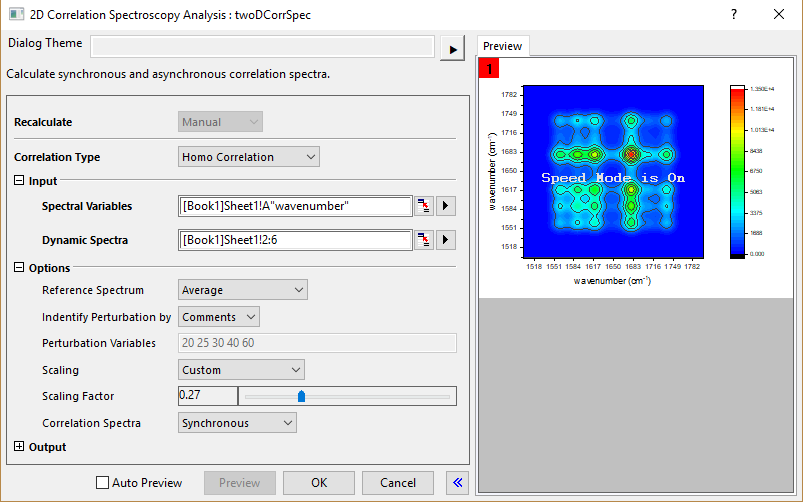 2D Correlation Spectroscopy Analysis : twoDCorrSpec
Dialog Theme
Calculate synchronous and asynchronous correlation spectra.
Recalculate Manual
Correlation Type Homo Correlation
Input
Spectral Variables [Book1]Sheet1!A"wavenumber"
Dynamic Spectra [Book1]Sheet1!2:6
Options
Reference Spectrum Average
Indentify Perturbation by Comments
Perturbation Variables 20 25 30 40 60
Scaling Custom
Scaling Factor 0.27
Correlation Spectra Synchronous
Output
Auto Preview Preview OK Cancel
Preview
1
wavenumber (cm-1)
1782
1749
1716
1683
1650
1617
1584
1551
1518
Speed Mode is On
1518 1551 1584 1617 1650 1683 1716 1749 1782
wavenumber (cm-1)
1.350E+4
1.181E+4
1.013E+4
8438
6750
5063
3375
1688
0.000